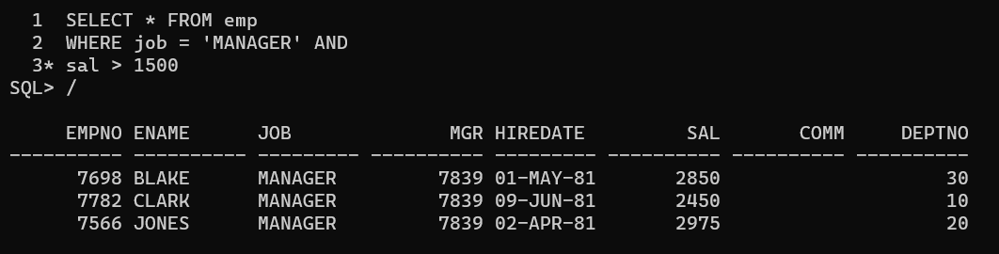 1  SELECT * FROM emp
  2  WHERE job = 'MANAGER' AND
  3* sal > 1500
SQL> /
     EMPNO ENAME      JOB              MGR HIREDATE         SAL       COMM     DEPTNO
---------- ---------- --------- ---------- --------- ---------- ---------- ----------
      7698 BLAKE      MANAGER         7839 01-MAY-81       2850                    30
      7782 CLARK      MANAGER         7839 09-JUN-81       2450                    10
      7566 JONES      MANAGER         7839 02-APR-81       2975                    20